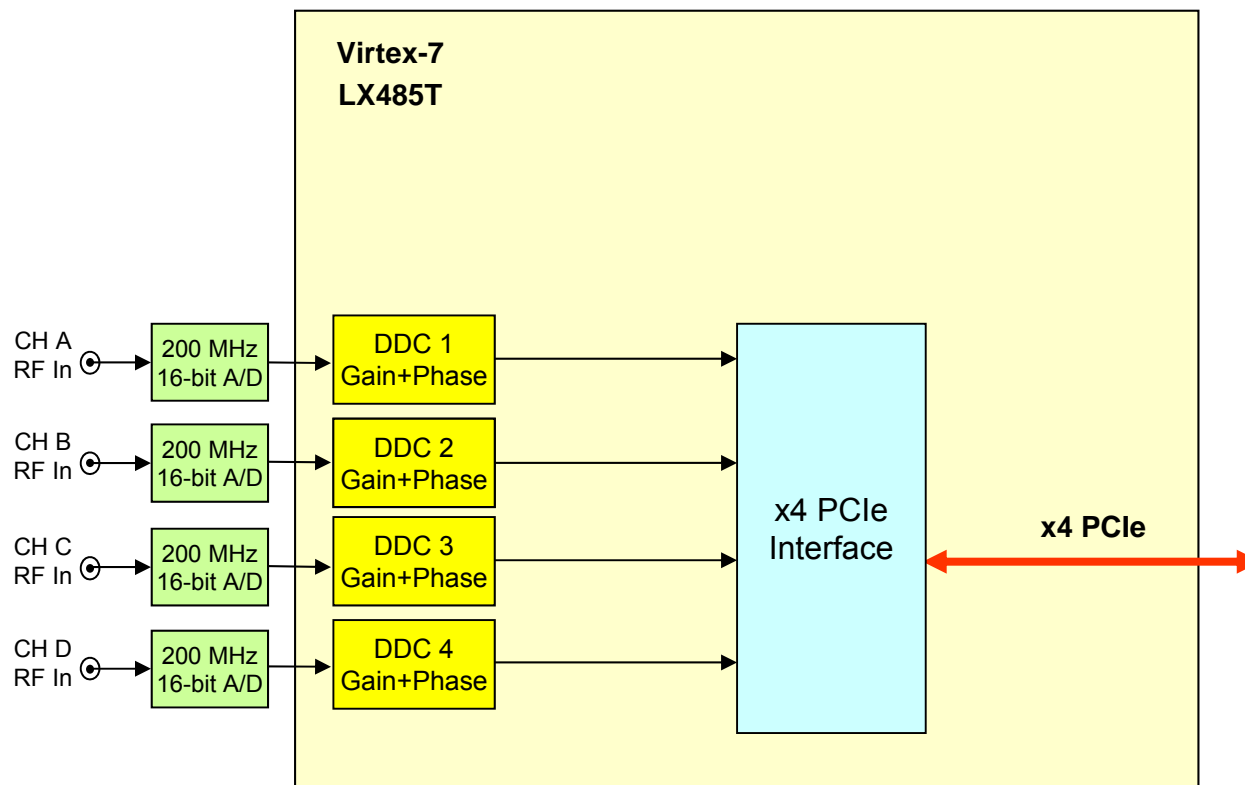 Virtex-7
LX485T
CH A
RF In
200 MHz
16-bit A/D
DDC 1
Gain+Phase
CH B
RF In
200 MHz
16-bit A/D
DDC 2
Gain+Phase
CH C
RF In
200 MHz
16-bit A/D
DDC 3
Gain+Phase
CH D
RF In
200 MHz
16-bit A/D
DDC 4
Gain+Phase
x4 PCIe
Interface
x4 PCIe